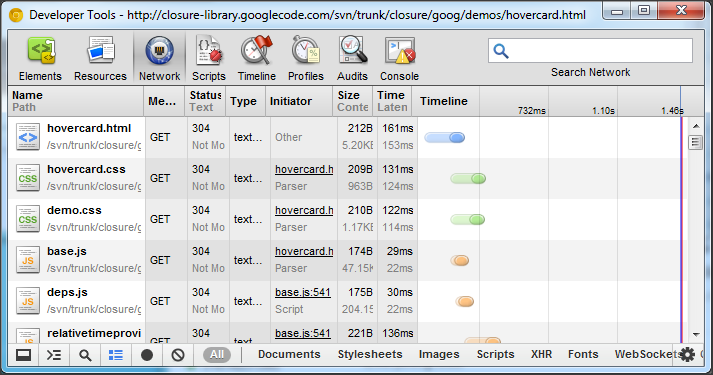 Developer Tools - http://closure-library.googlecode.com/svn/trunk/closure/goog/demos/hovercard.html
Elements Resources Network Scripts Timeline Profiles Audits Console
Search Network
Name Me... Status Type Initiator Size Time Timeline
Path Text Conte Laten
732ms 1.10s 1.46s
hovercard.html GET 304 text... Other 212B 161ms
/svn/trunk/closure/g Not Mo 5.20KE 153ms
hovercard.css GET 304 text... hovercard.h 209B 131ms
/svn/trunk/closure/g Not Mo Parser 963B 124ms
demo.css GET 304 text... hovercard.h 210B 122ms
/svn/trunk/closure/g Not Mo Parser 1.17KE 114ms
base.js GET 304 text... hovercard.h 174B 29ms
/svn/trunk/closure/g Not Mo Parser 47.15K 22ms
deps.js GET 304 text... base.js:541 175B 30ms
/svn/trunk/closure/g Not Mo Script 204.15 22ms
relativetimeprovi GET 304 text... base.js:541 221B 136ms
All Documents Stylesheets Images Scripts XHR Fonts WebSockets